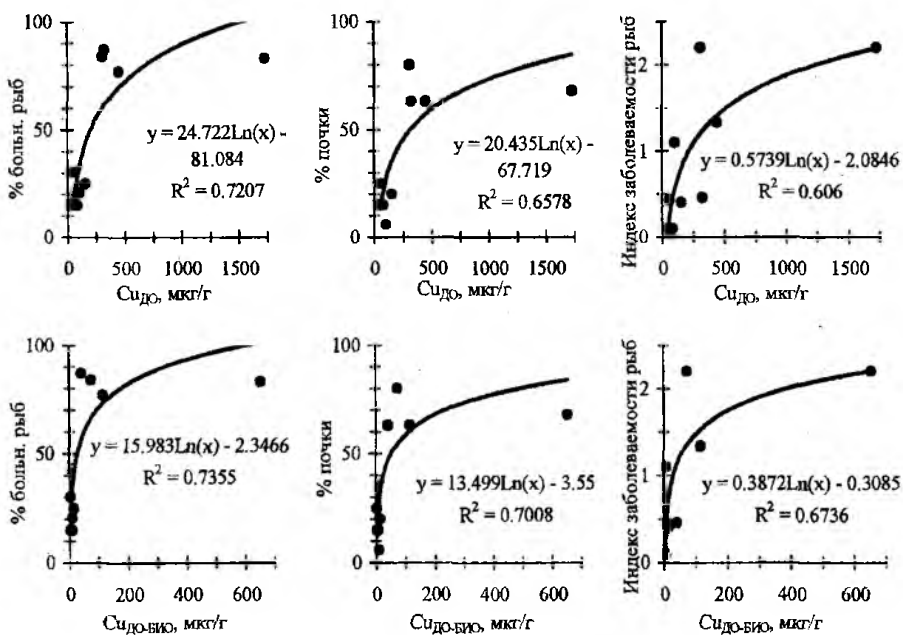 % больн. рыб
100
50
0
y = 24.722Ln(x) -
81.084
R² = 0.7207
0 500 1000 1500
Cu_ДО, мкг/г
% почки
100
50
0
y = 20.435Ln(x) -
67.719
R² = 0.6578
0 500 1000 1500
Cu_ДО, мкг/г
Индекс заболеваемости рыб
2
1
0
y = 0.5739Ln(x) - 2.0846
R² = 0.606
0 500 1000 1500
Cu_ДО, мкг/г
% больн. рыб
100
50
0
y = 15.983Ln(x) - 2.3466
R² = 0.7355
0 200 400 600
Cu_ДО-БИО, мкг/г
% почки
100
50
0
y = 13.499Ln(x) - 3.55
R² = 0.7008
0 200 400 600
Cu_ДО-БИО, мкг/г
Индекс заболеваемости рыб
2
1
0
y = 0.3872Ln(x) - 0.3085
R² = 0.6736
0 200 400 600
Cu_ДО-БИО, мкг/г